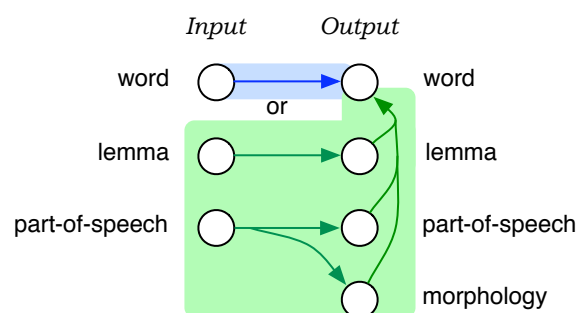 Input Output
word word
or
lemma lemma
part-of-speech part-of-speech
morphology